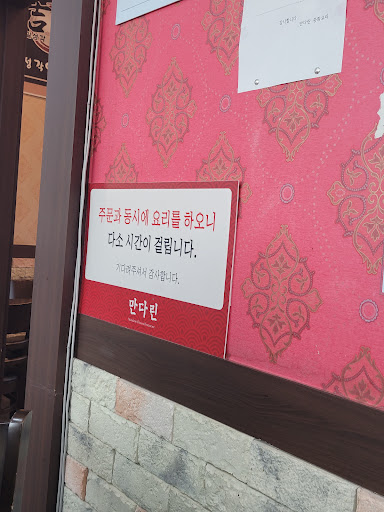 주문과 동시에 요리를 하오니
다소 시간이 걸립니다.
기다려주셔서 감사합니다.
만다린